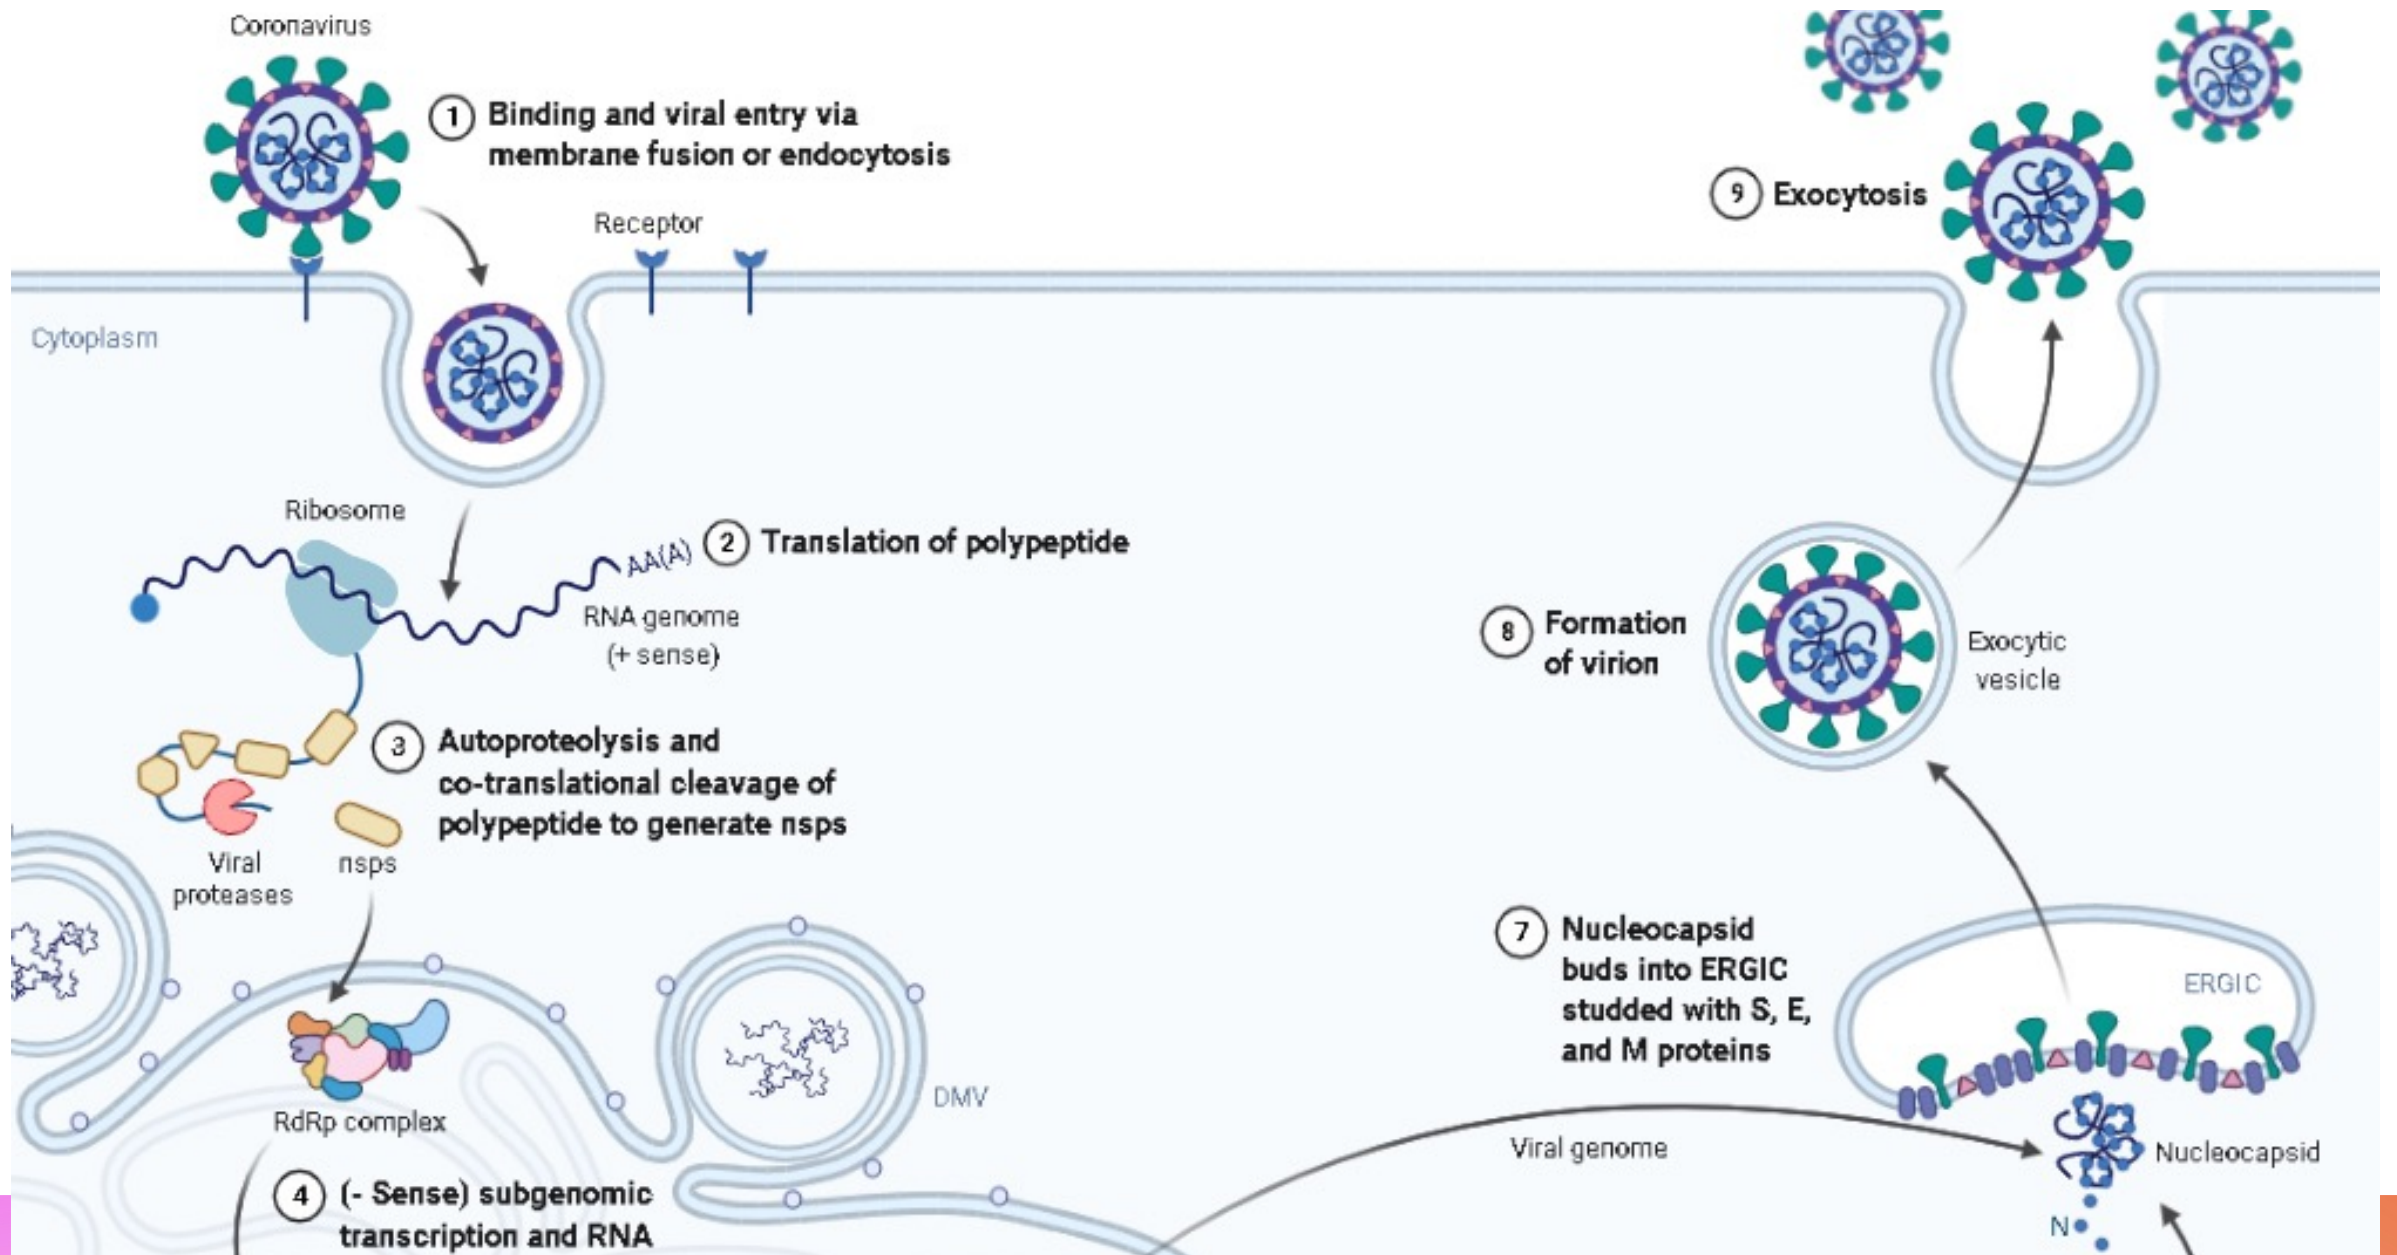 Coronavirus
1 Binding and viral entry via
membrane fusion or endocytosis
Receptor
Cytoplasm
Ribosome
AA(A)
2 Translation of polypeptide
RNA genome
(+ sense)
3 Autoproteolysis and
co-translational cleavage of
polypeptide to generate nsps
Viral
proteases
nsps
RdRp complex
DMV
4 (- Sense) subgenomic
transcription and RNA
9 Exocytosis
8 Formation
of virion
Exocytic
vesicle
7 Nucleocapsid
buds into ERGIC
studded with S, E,
and M proteins
ERGIC
Viral genome
Nucleocapsid
N